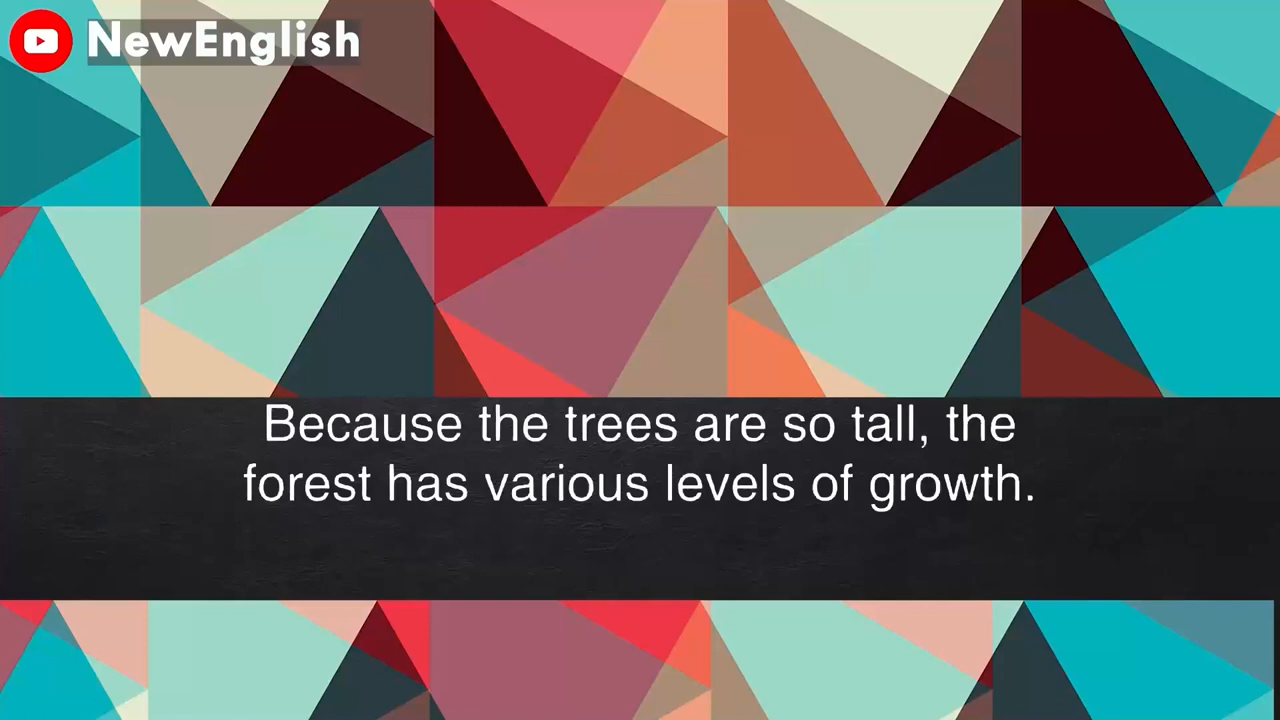 NewEnglish
Because the trees are so tall, the
forest has various levels of growth.